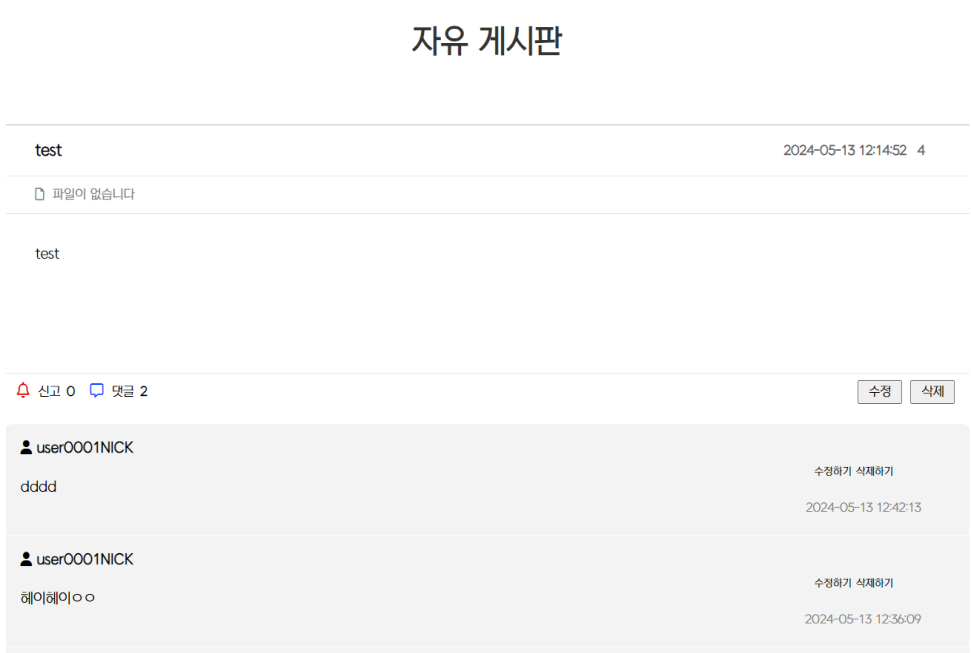 자유 게시판
test 2024-05-13 12:14:52 4
파일이 없습니다
test
신고 0 댓글 2 수정 삭제
user0001NICK
수정하기 삭제하기
dddd
2024-05-13 12:42:13
user0001NICK
수정하기 삭제하기
헤이헤이ㅇㅇ
2024-05-13 12:36:09